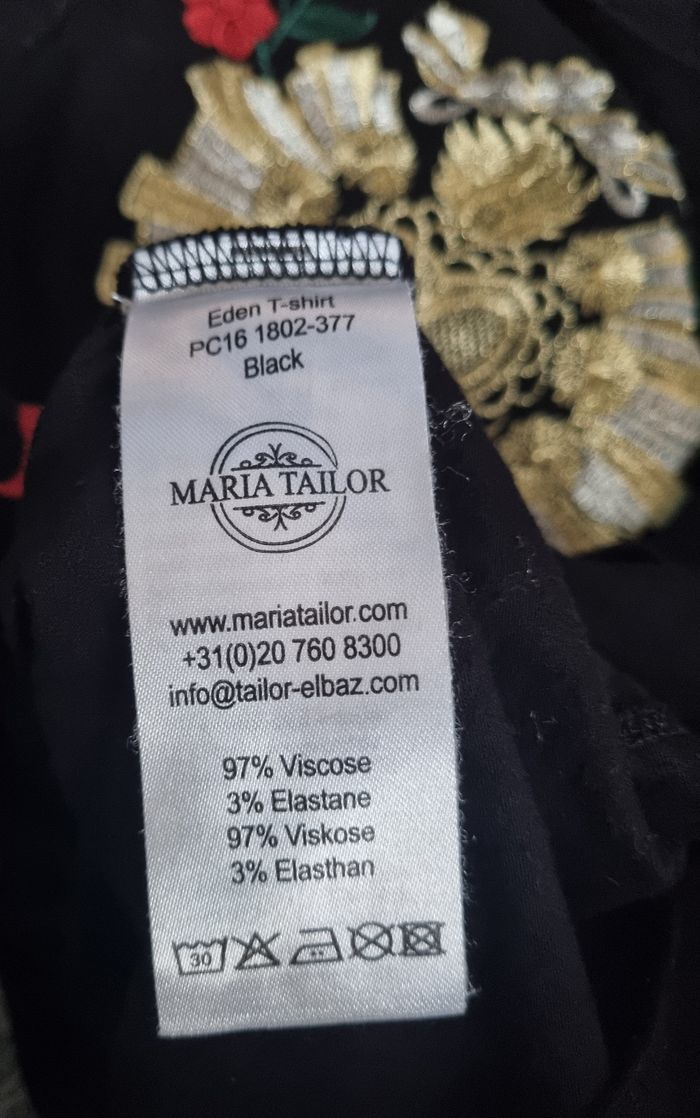 Eden T-shirt
PC16 1802-377
Black
MARIA TAILOR
www.mariatailor.com
+31(0)20 760 8300
info@tailor-elbaz.com
97% Viscose
3% Elastane
97% Viskose
3% Elasthan
30